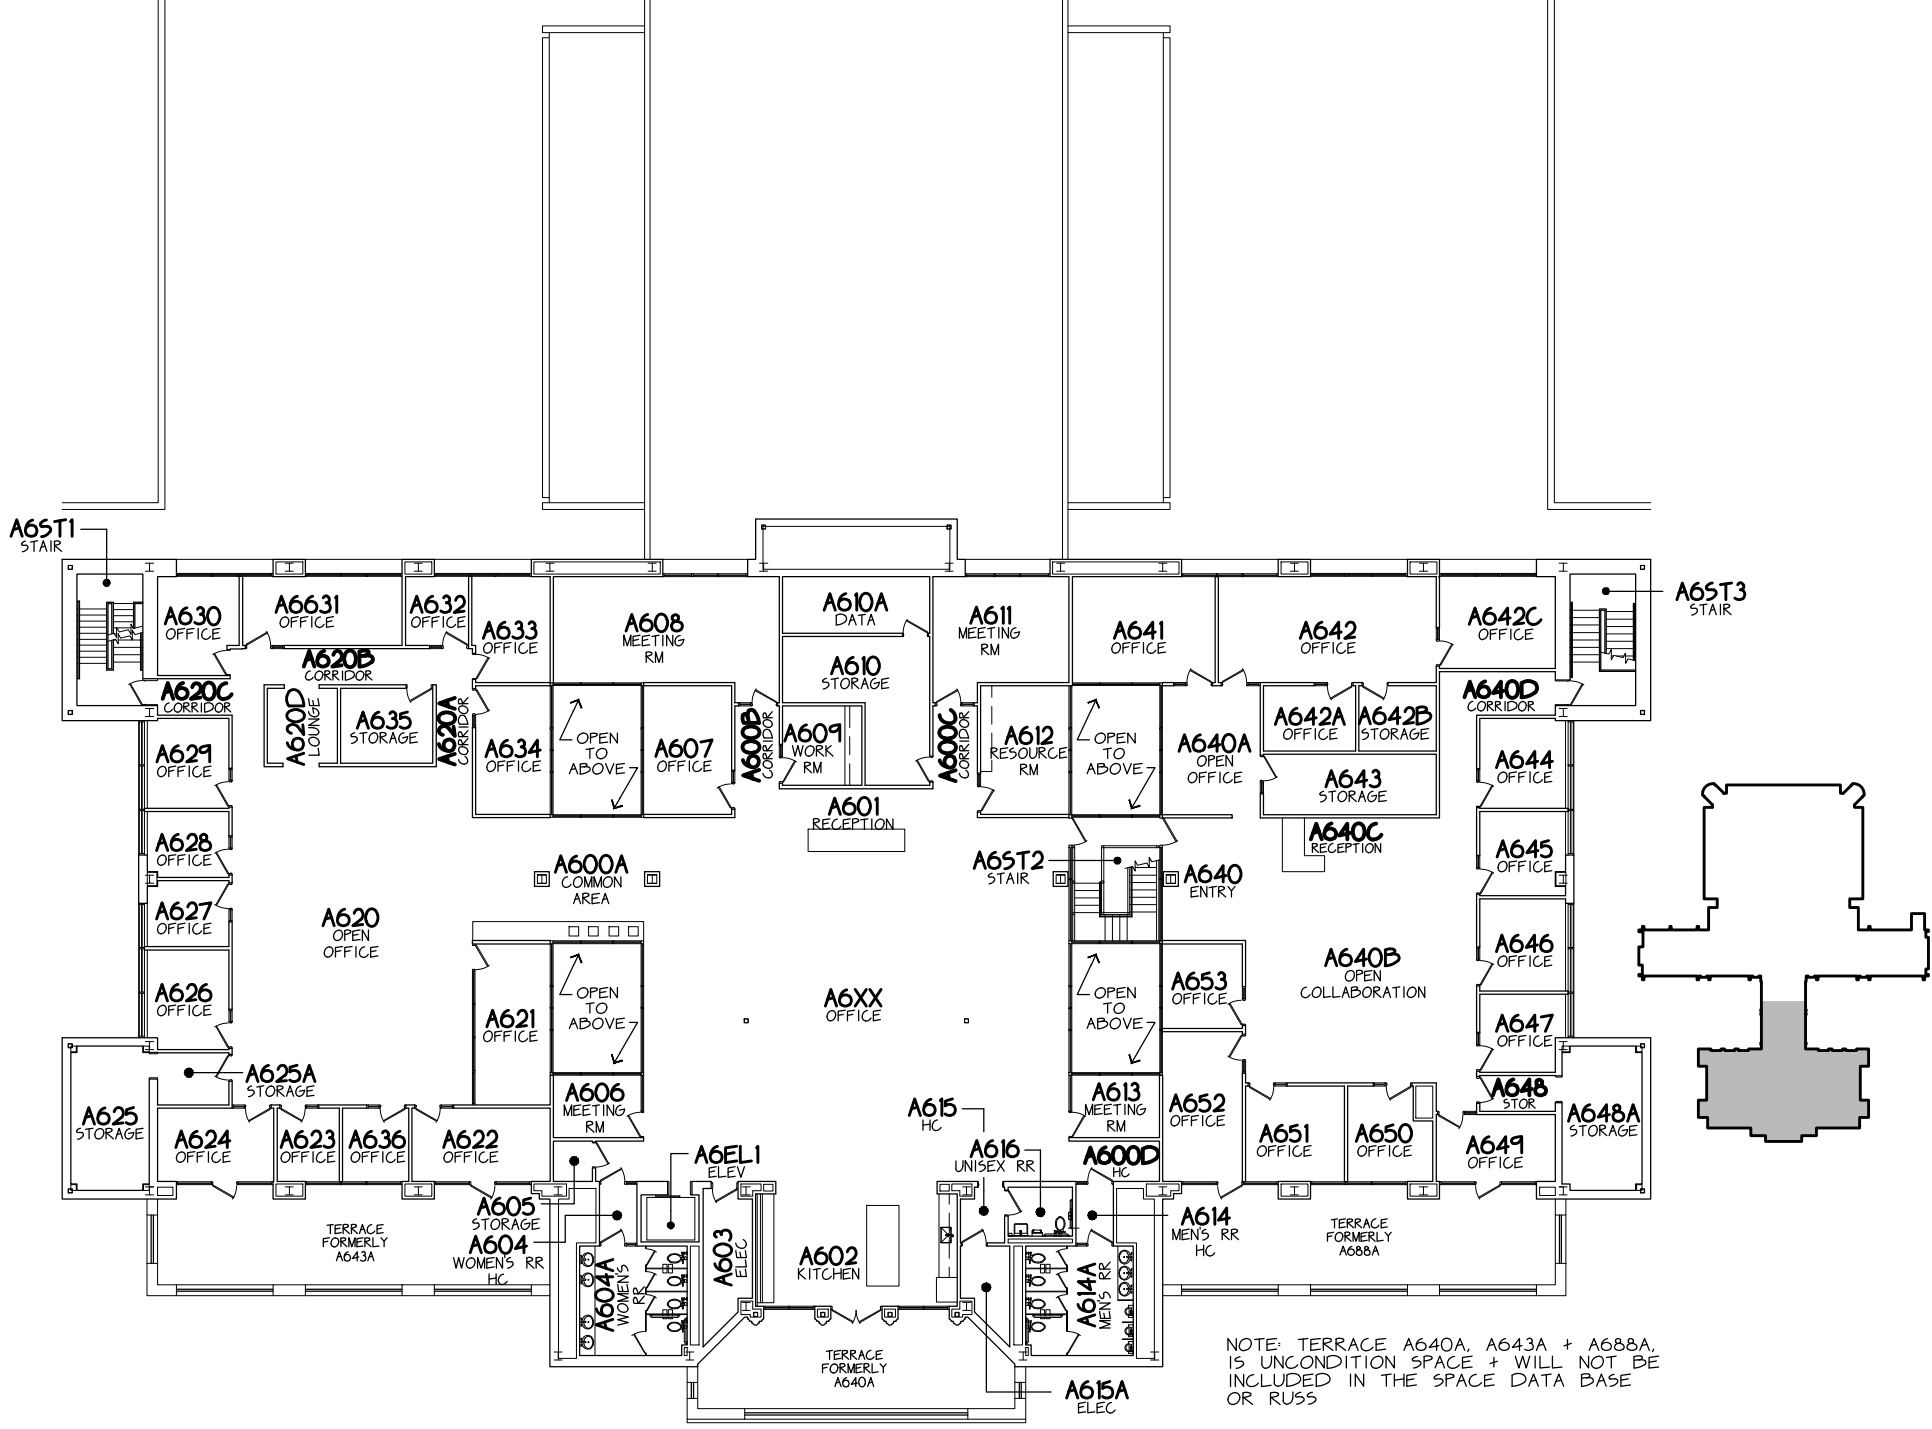 A6ST1
STAIR
A630
OFFICE
A6631
OFFICE
A632
OFFICE
A633
OFFICE
A608
MEETING
RM
A610A
DATA
A611
MEETING
RM
A641
OFFICE
A642
OFFICE
A642C
OFFICE
A6ST3
STAIR
A620B
CORRIDOR
A620C
CORRIDOR
A620D
LOUNGE
A635
STORAGE
A620A
CORRIDOR
A634
OFFICE
OPEN
TO
ABOVE
A607
OFFICE
A600B
CORRIDOR
A610
STORAGE
A609
WORK
RM
A600C
CORRIDOR
A612
RESOURCE
RM
OPEN
TO
ABOVE
A640A
OPEN
OFFICE
A642A
OFFICE
A642B
STORAGE
A640D
CORRIDOR
A643
STORAGE
A629
OFFICE
A644
OFFICE
A601
RECEPTION
A640C
RECEPTION
A628
OFFICE
A645
OFFICE
A600A
COMMON
AREA
A6ST2
STAIR
A640
ENTRY
A627
OFFICE
A620
OPEN
OFFICE
A646
OFFICE
A640B
OPEN
COLLABORATION
A626
OFFICE
A621
OFFICE
OPEN
TO
ABOVE
A6XX
OFFICE
OPEN
TO
ABOVE
A653
OFFICE
A647
OFFICE
A625A
STORAGE
A606
MEETING
RM
A613
MEETING
RM
A652
OFFICE
A648
STOR
A625
STORAGE
A624
OFFICE
A623
OFFICE
A636
OFFICE
A622
OFFICE
A615
HC
A616
UNISEX RR
A600D
HC
A651
OFFICE
A650
OFFICE
A649
OFFICE
A648A
STORAGE
A6EL1
ELEV
A605
STORAGE
A604
WOMEN'S RR
HC
A614
MEN'S RR
HC
TERRACE
FORMERLY
A643A
A604A
WOMEN'S
RR
A603
ELEC
A602
KITCHEN
A614A
MEN'S RR
TERRACE
FORMERLY
A688A
TERRACE
FORMERLY
A640A
A615A
ELEC
NOTE: TERRACE A640A, A643A + A688A,
IS UNCONDITION SPACE + WILL NOT BE
INCLUDED IN THE SPACE DATA BASE
OR RUSS